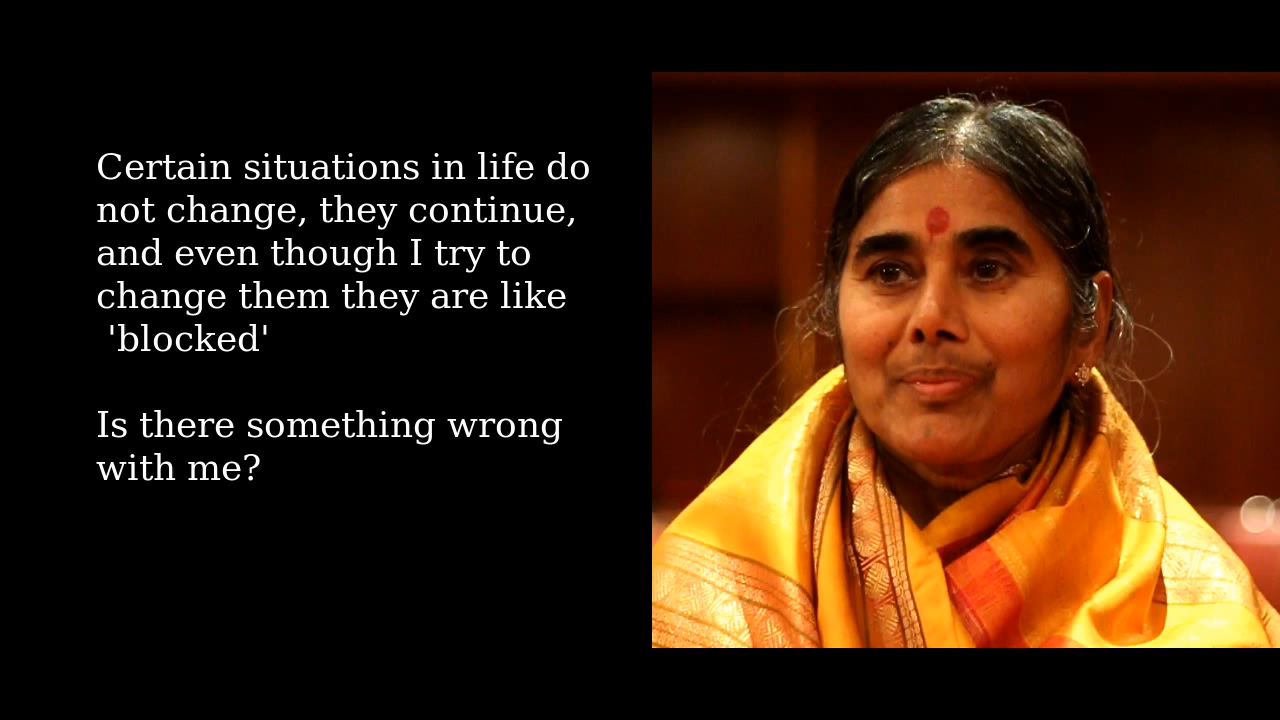 Certain situations in life do
not change, they continue,
and even though I try to
change them they are like
'blocked'
Is there something wrong
with me?